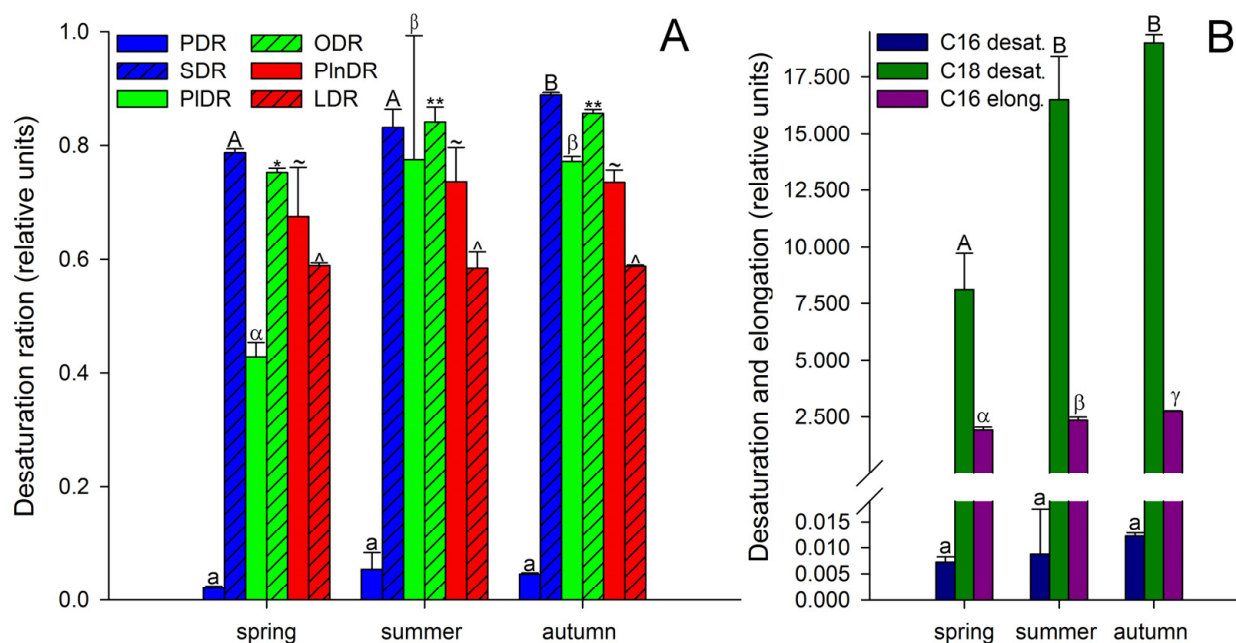 A
Desaturation ration (relative units)
1.0
0.8
0.6
0.4
0.2
0.0
PDR
SDR
PlDR
ODR
PlnDR
LDR
a
A
α
*
~
^
a
A
β
**
~
^
a
B
β
**
~
^
spring
summer
autumn
B
Desaturation and elongation (relative units)
17.500
15.000
12.500
10.000
7.500
5.000
2.500
0.015
0.010
0.005
0.000
C16 desat.
C18 desat.
C16 elong.
a
A
α
a
B
β
a
B
γ
spring
summer
autumn